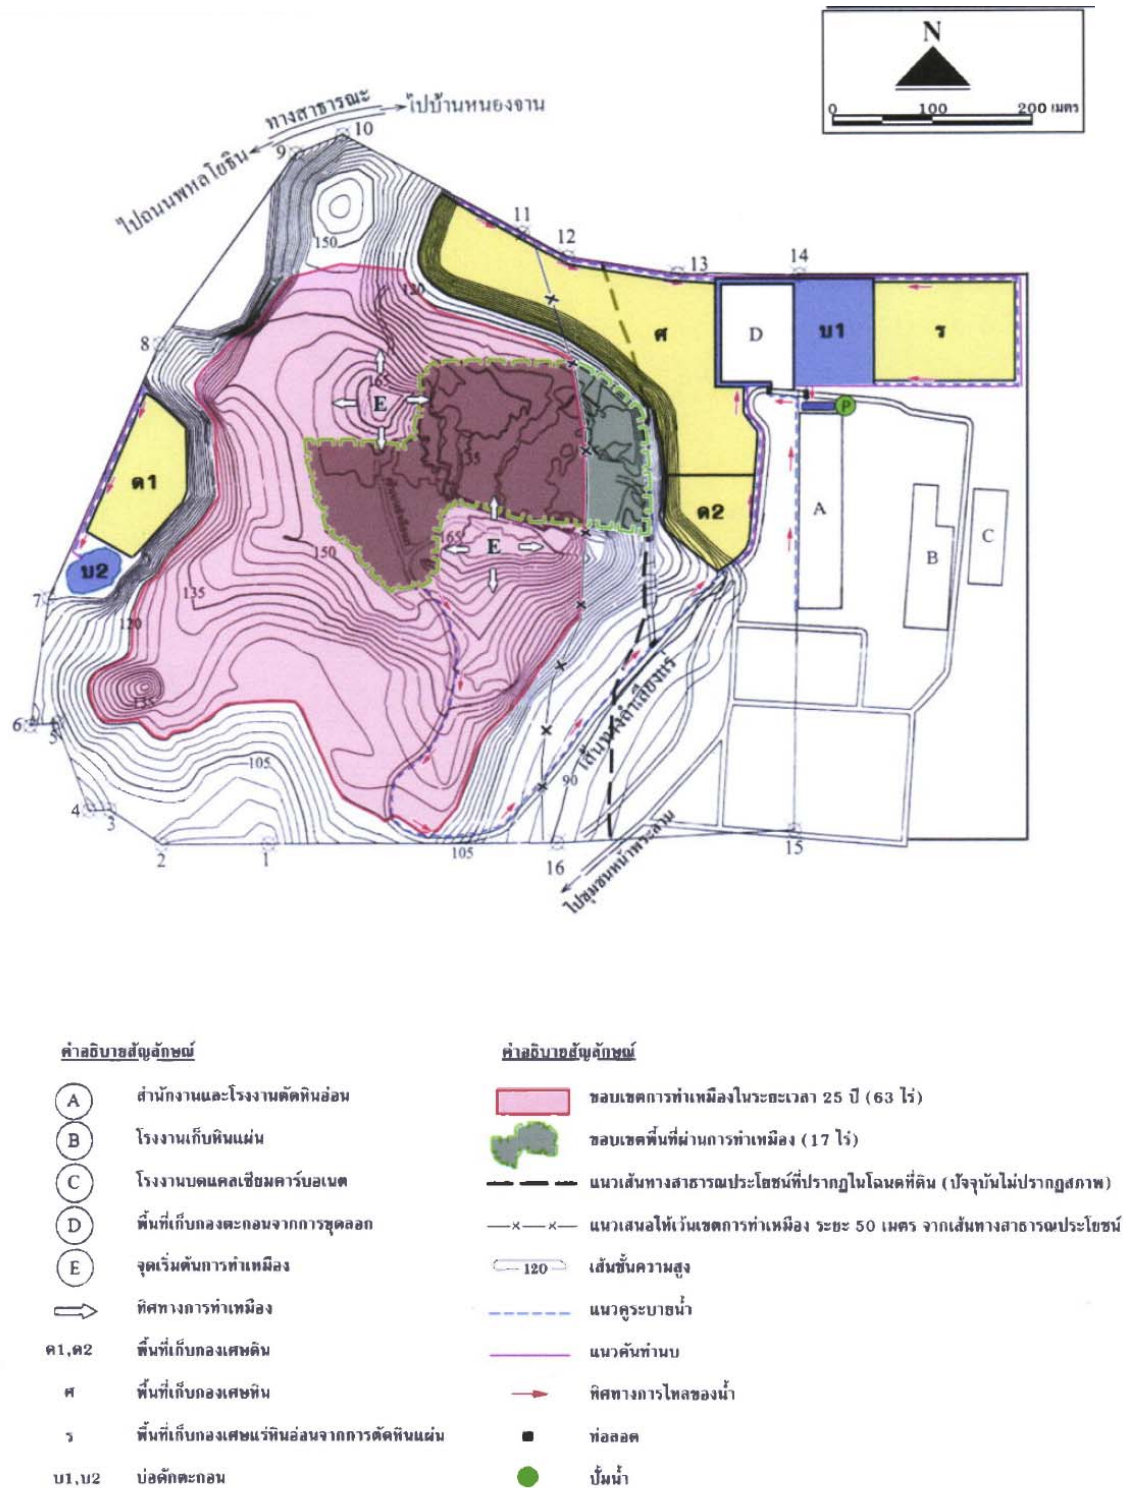 N
0 100 200 เมตร
ทางสาธารณะ
ไปบ้านหนองจาน
ไปถนนพหลโยธิน
9
10
11
12
13
14
150
120
8
ศ
D
บ1
ร
E
P
135
ด1
ด2
A
B
C
65
E
150
บ2
7
135
120
135
6
5
เส้นทางลำเลียงแร่
105
90
4
3
2
1
105
16
15
ไปชุมชนหน้าพระลาน
คำอธิบายสัญลักษณ์
A สำนักงานและโรงงานตัดหินอ่อน
B โรงงานเก็บหินแผ่น
C โรงงานบดแคลเซียมคาร์บอเนต
D พื้นที่เก็บกองตะกอนจากการขุดลอก
E จุดเริ่มต้นการทำเหมือง
ทิศทางการทำเหมือง
ด1,ด2 พื้นที่เก็บกองเศษดิน
ศ พื้นที่เก็บกองเศษหิน
ร พื้นที่เก็บกองเศษแร่หินอ่อนจากการตัดหินแผ่น
บ1,บ2 บ่อดักตะกอน
คำอธิบายสัญลักษณ์
ขอบเขตการทำเหมืองในระยะเวลา 25 ปี (63 ไร่)
ขอบเขตพื้นที่ผ่านการทำเหมือง (17 ไร่)
แนวเส้นทางสาธารณประโยชน์ที่ปรากฏในโฉนดที่ดิน (ปัจจุบันไม่ปรากฏสภาพ)
แนวเสนอให้เว้นเขตการทำเหมือง ระยะ 50 เมตร จากเส้นทางสาธารณประโยชน์
120 เส้นชั้นความสูง
แนวคูระบายน้ำ
แนวคันทำนบ
ทิศทางการไหลของน้ำ
ท่อลอด
ปั้มน้ำ